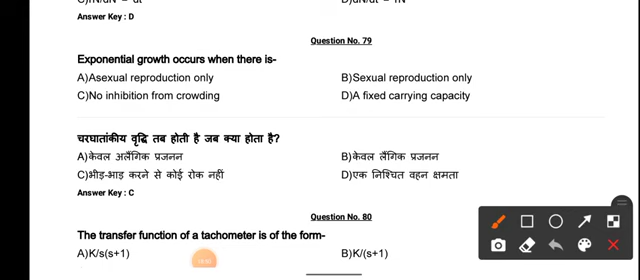 Answer Key : D
Question No. 79
Exponential growth occurs when there is-
A)Asexual reproduction only B)Sexual reproduction only
C)No inhibition from crowding D)A fixed carrying capacity
चरघातांकीय वृद्धि तब होती है जब क्या होता है?
A)केवल अलैंगिक प्रजनन B)केवल लैंगिक प्रजनन
C)भीड़-भाड़ करने से कोई रोक नहीं D)एक निश्चित वहन क्षमता
Answer Key : C
Question No. 80
The transfer function of a tachometer is of the form-
A)K/s(s+1) B)K/(s+1)